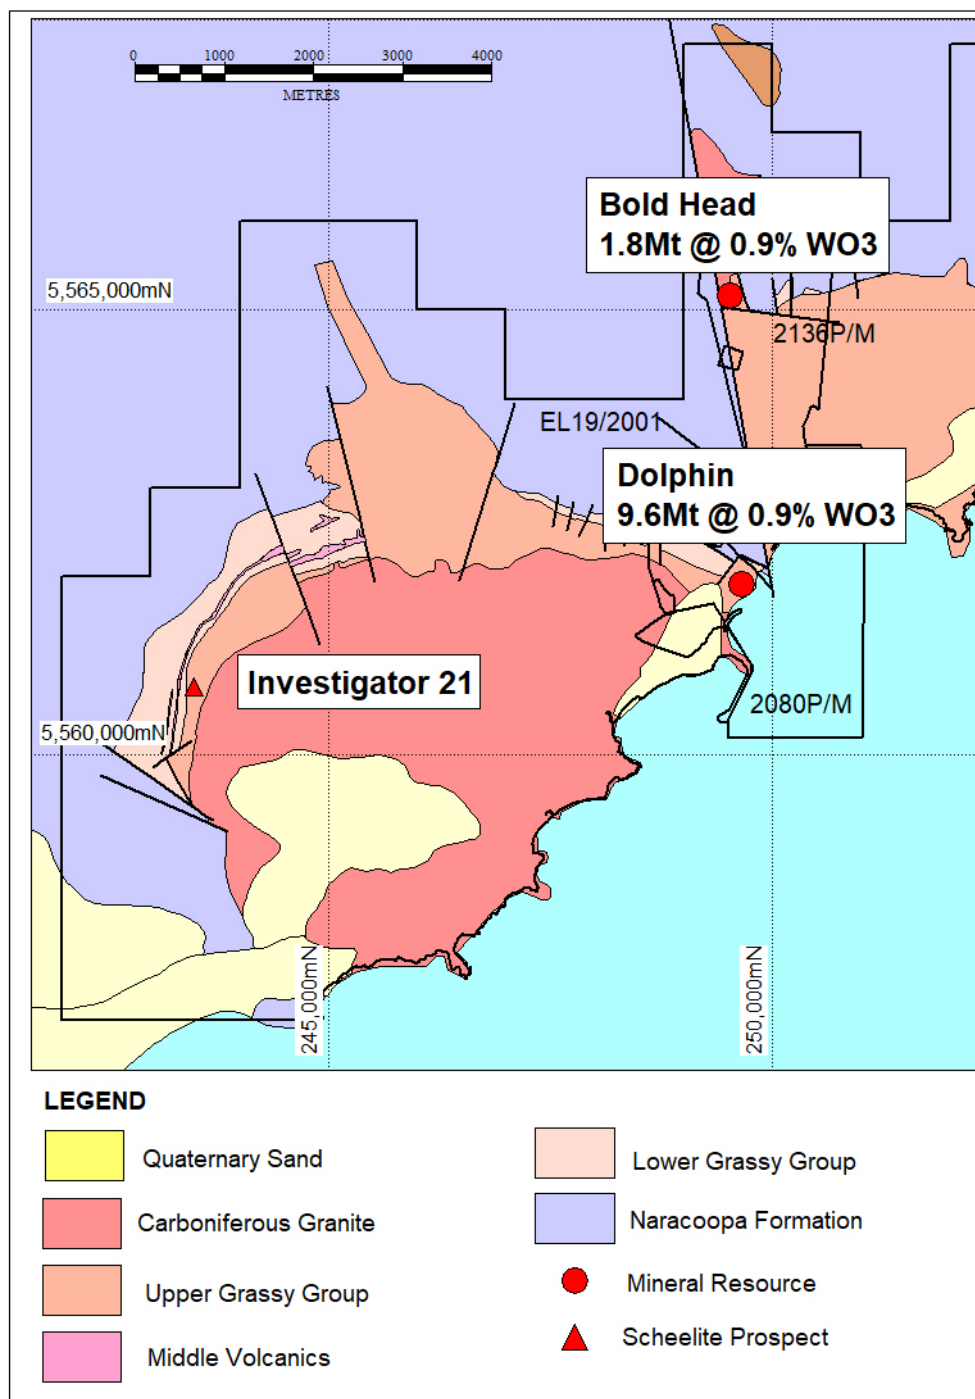 0 1000 2000 3000 4000
METRES
Bold Head
1.8Mt @ 0.9% WO3
5,565,000mN
2136P/M
EL19/2001
Dolphin
9.6Mt @ 0.9% WO3
Investigator 21
2080P/M
5,560,000mN
245,000mN
250,000mN
LEGEND
Quaternary Sand
Carboniferous Granite
Upper Grassy Group
Middle Volcanics
Lower Grassy Group
Naracoopa Formation
Mineral Resource
Scheelite Prospect